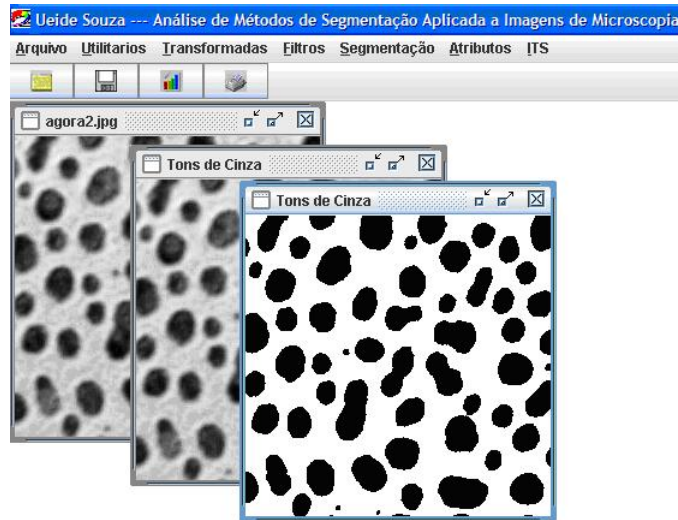 Ueide Souza --- Análise de Métodos de Segmentação Aplicada a Imagens de Microscopia
Arquivo Utilitarios Transformadas Filtros Segmentação Atributos ITS
agora2.jpg
Tons de Cinza
Tons de Cinza